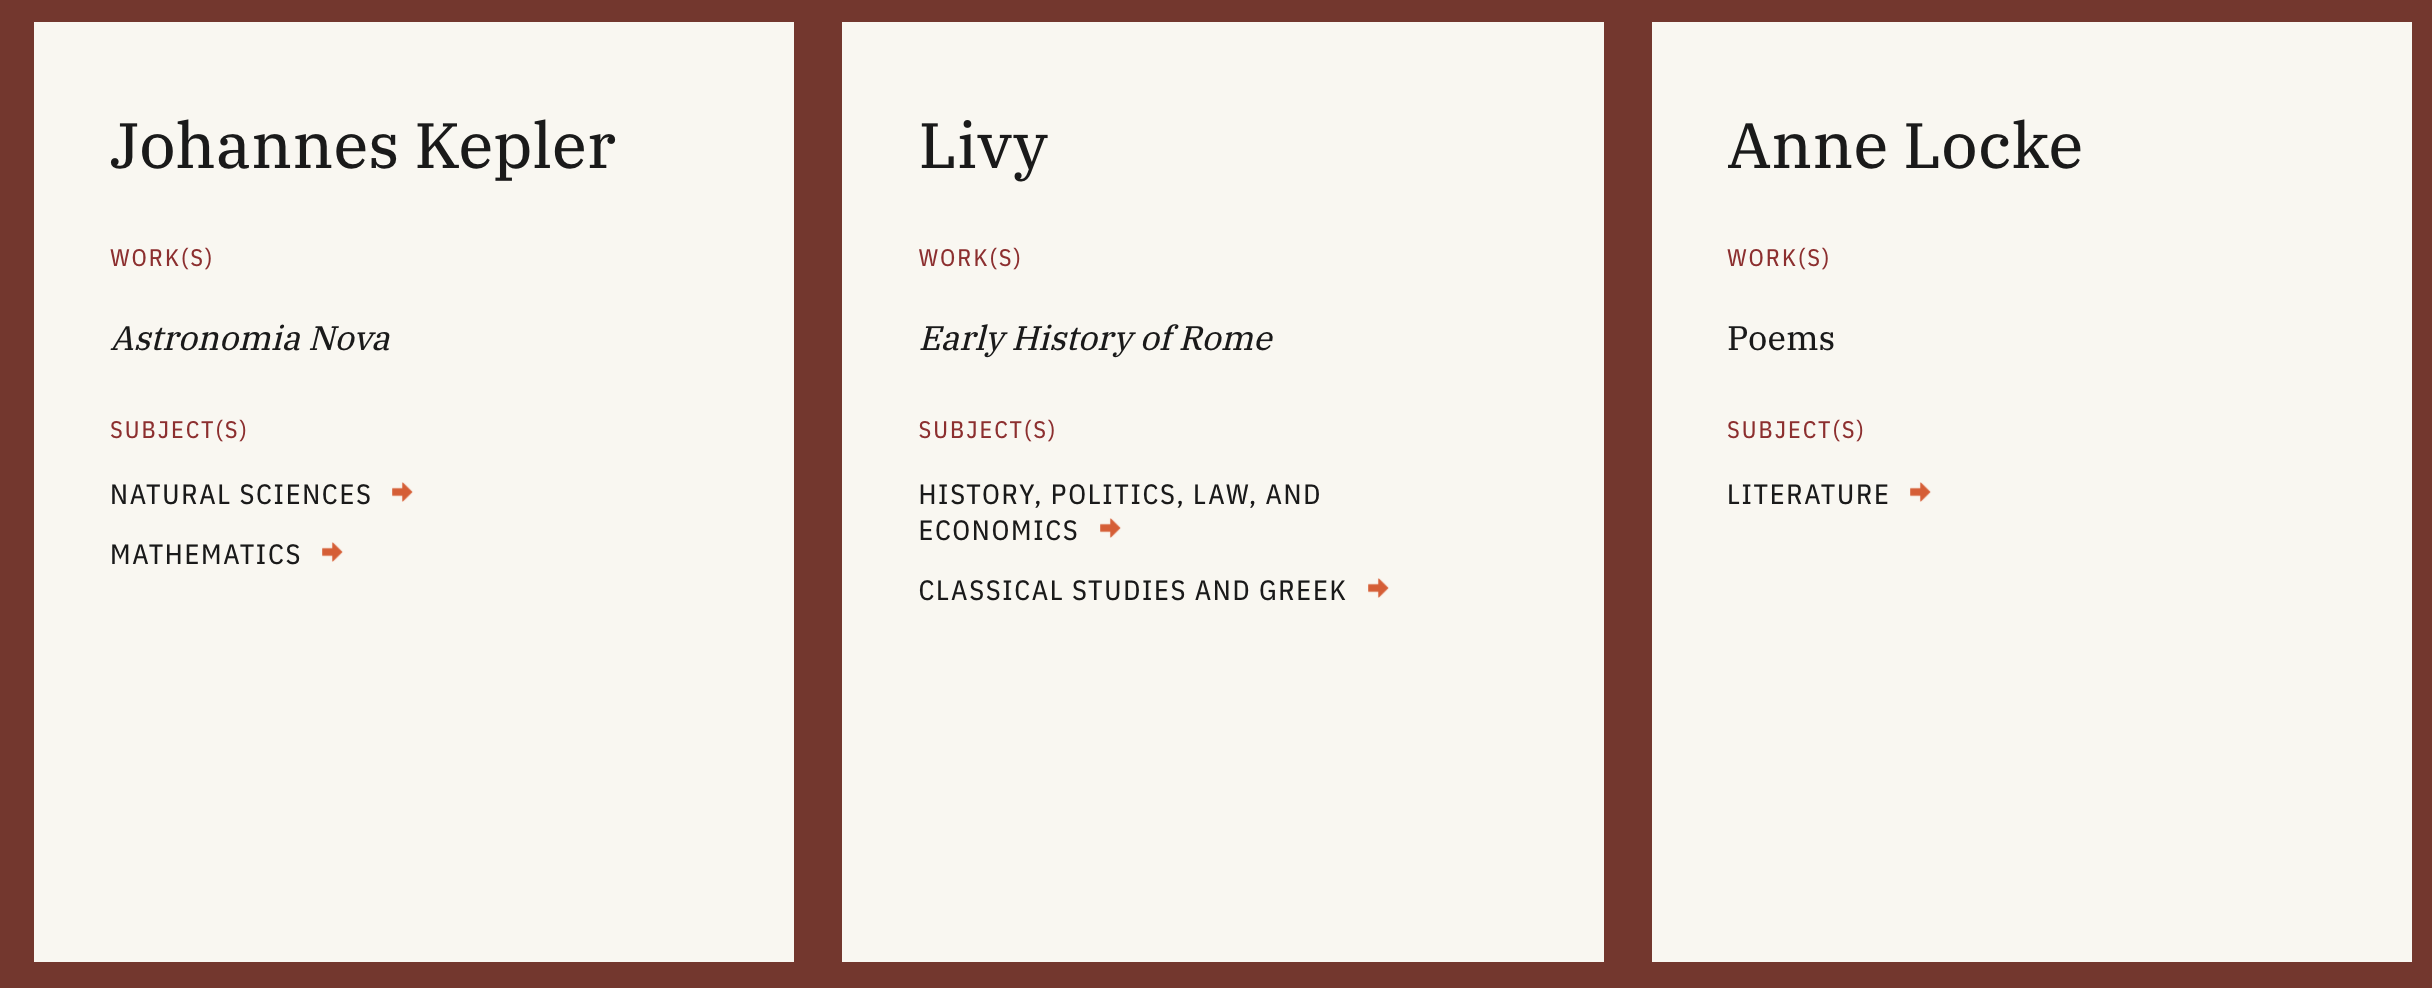 Johannes Kepler
WORK(S)
Astronomia Nova
SUBJECT(S)
NATURAL SCIENCES
MATHEMATICS
Livy
WORK(S)
Early History of Rome
SUBJECT(S)
HISTORY, POLITICS, LAW, AND
ECONOMICS
CLASSICAL STUDIES AND GREEK
Anne Locke
WORK(S)
Poems
SUBJECT(S)
LITERATURE